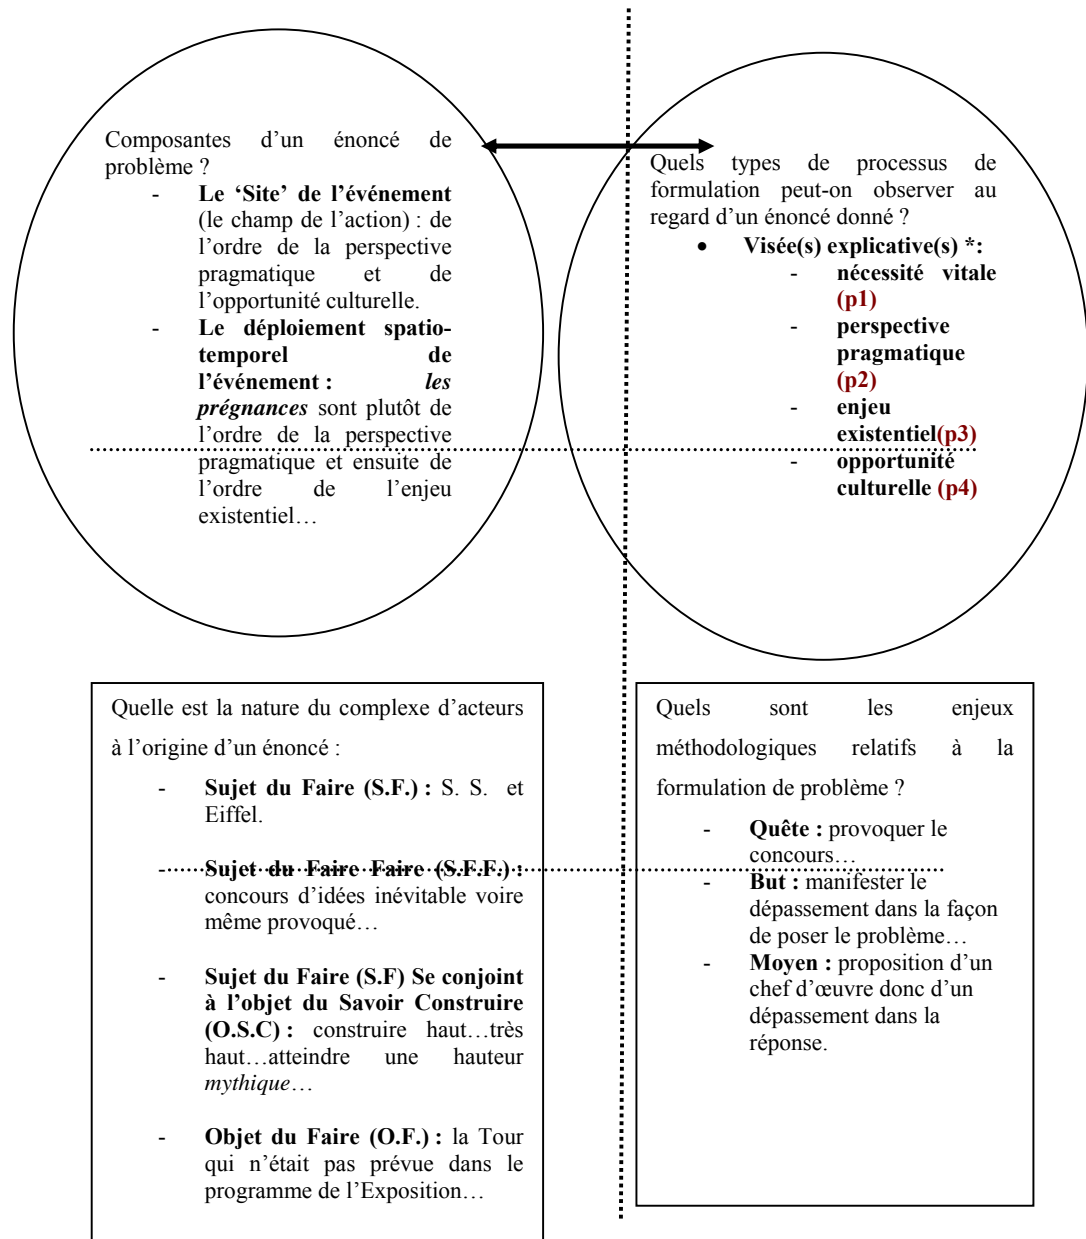 Composantes d’un énoncé de
problème ?
- Le ‘Site’ de l’événement
(le champ de l’action) : de
l’ordre de la perspective
pragmatique et de
l’opportunité culturelle.
- Le déploiement spatio-
temporel de
l’événement : les
prégnances sont plutôt de
l’ordre de la perspective
pragmatique et ensuite de
l’ordre de l’enjeu
existentiel…
Quels types de processus de
formulation peut-on observer au
regard d’un énoncé donné ?
• Visée(s) explicative(s) *:
- nécessité vitale
(p1)
- perspective
pragmatique
(p2)
- enjeu
existentiel(p3)
- opportunité
culturelle (p4)
Quelle est la nature du complexe d’acteurs
à l’origine d’un énoncé :
- Sujet du Faire (S.F.) : S. S. et
Eiffel.
- Sujet du Faire Faire (S.F.F.) :
concours d’idées inévitable voire
même provoqué…
- Sujet du Faire (S.F) Se conjoint
à l’objet du Savoir Construire
(O.S.C) : construire haut…très
haut…atteindre une hauteur
mythique…
- Objet du Faire (O.F.) : la Tour
qui n’était pas prévue dans le
programme de l’Exposition…
Quels sont les enjeux
méthodologiques relatifs à la
formulation de problème ?
- Quête : provoquer le
concours…
- But : manifester le
dépassement dans la façon
de poser le problème…
- Moyen : proposition d’un
chef d’œuvre donc d’un
dépassement dans la
réponse.